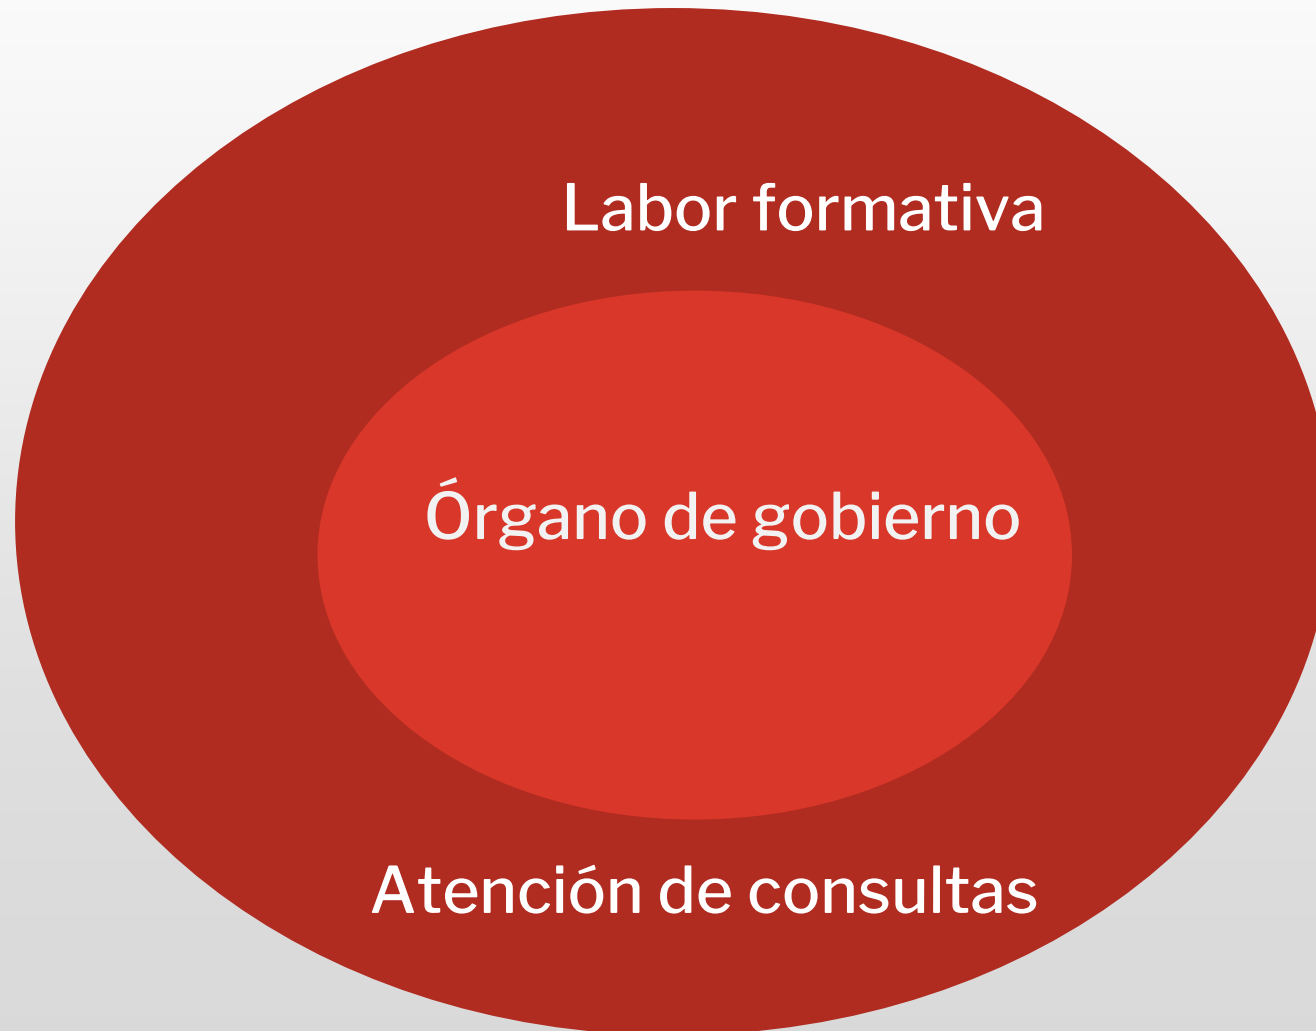 Labor formativa
Órgano de gobierno
Atención de consultas